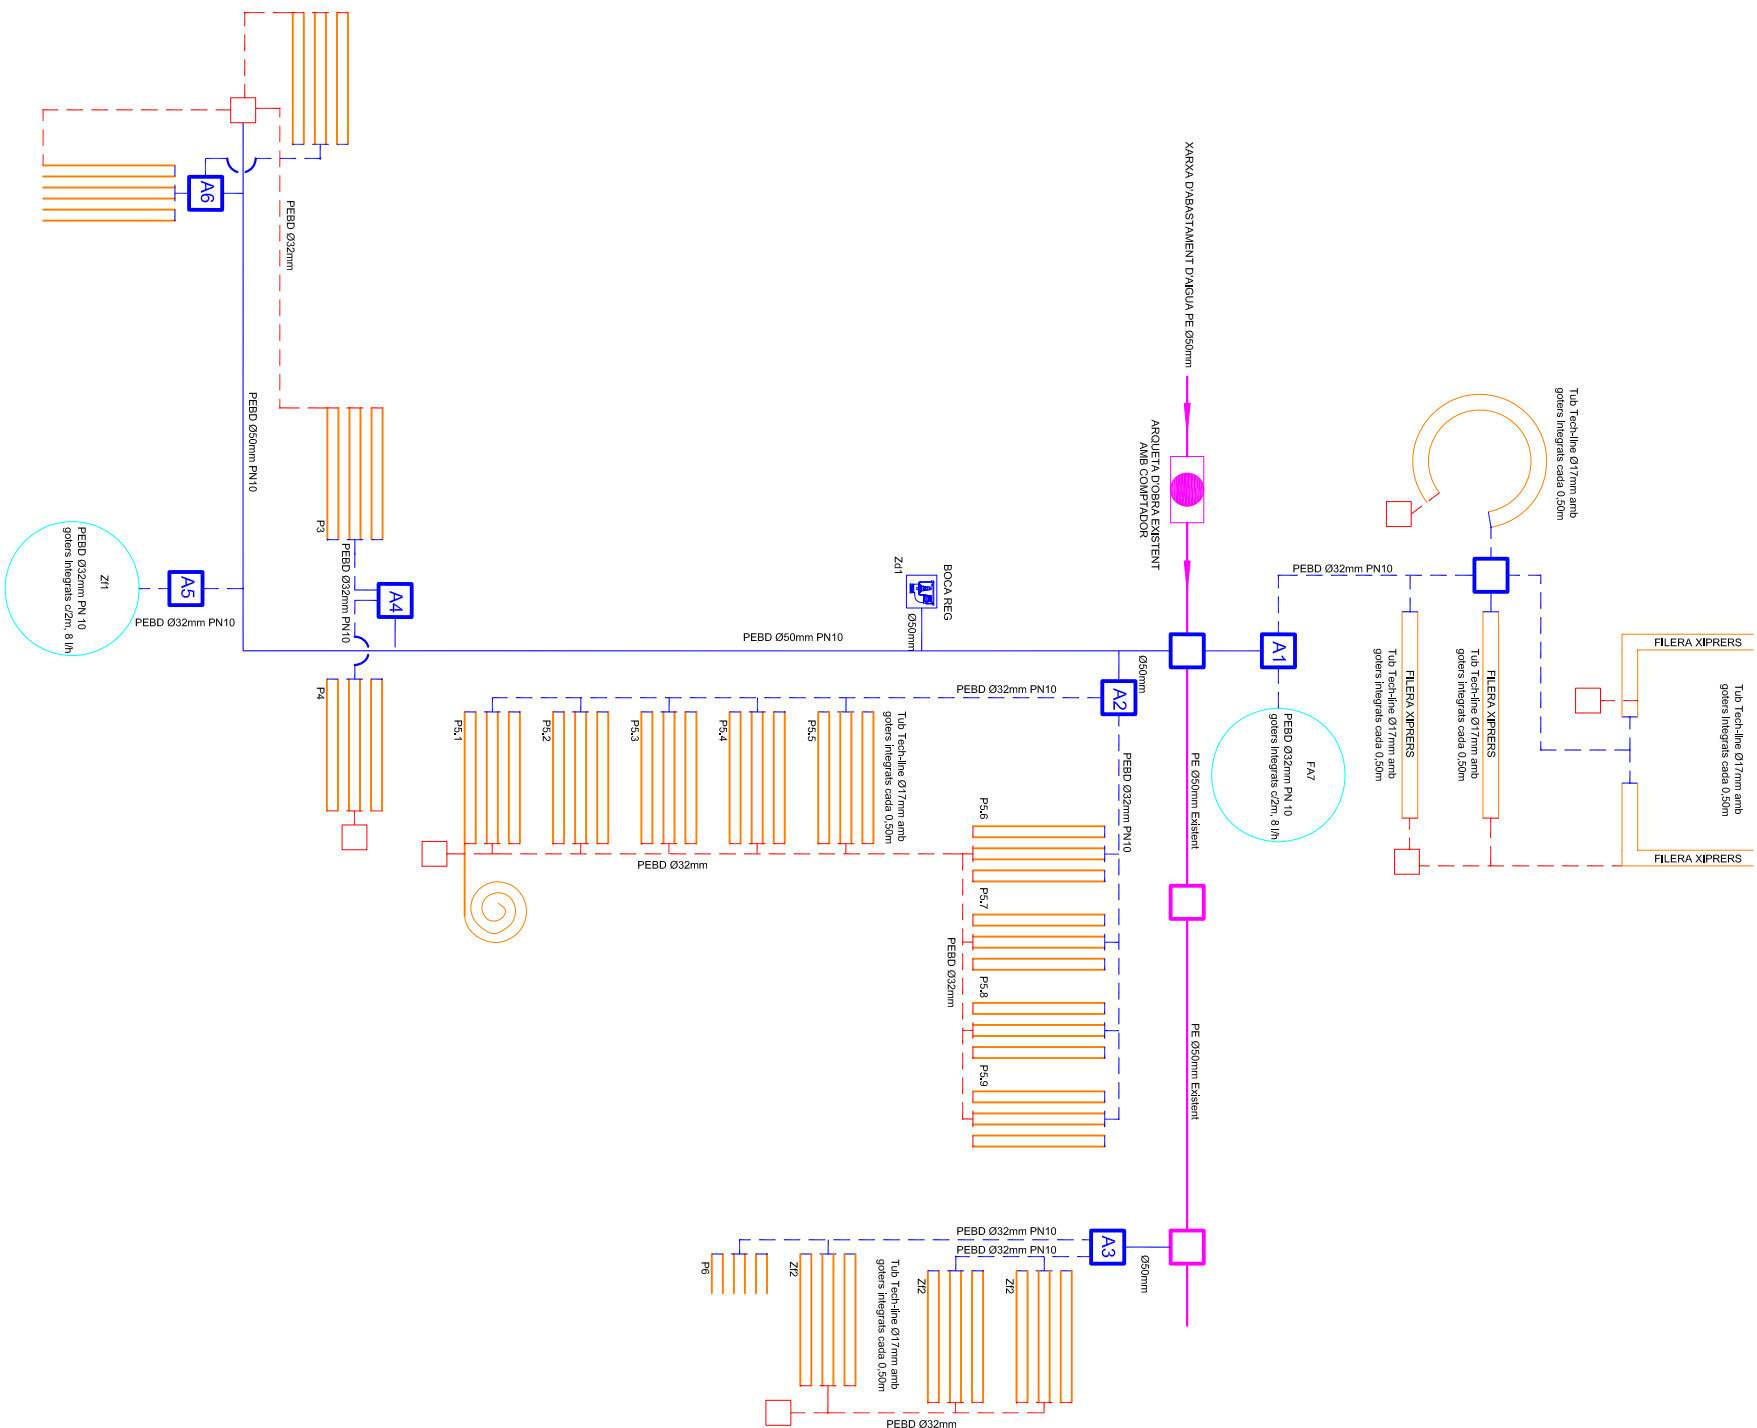 XARXA D'ABASTAMENT D'AIGUA PE Ø50mm
ARQUETA D'OBRA EXISTENT
AMB COMPTADOR
Tub Tech-line Ø17mm amb
goters integrats cada 0,50m
PEBD Ø32mm PN10
FILERA XIPRERS
Tub Tech-line Ø17mm amb
goters integrats cada 0,50m
FILERA XIPRERS
Tub Tech-line Ø17mm amb
goters integrats cada 0,50m
FILERA XIPRERS
Tub Tech-line Ø17mm amb
goters integrats cada 0,50m
FILERA XIPRERS
A1
FA7
PEBD Ø32mm PN 10
goters integrats c/2m, 8 l/h
A6
PEBD Ø32mm
PEBD Ø50mm PN10
P3
PEBD Ø32mm PN10
A4
P4
A5
PEBD Ø32mm PN10
Zf1
PEBD Ø32mm PN 10
goters integrats c/2m, 8 l/h
PEBD Ø50mm PN10
BOCA REG
Zd1
Ø50mm
Ø50mm
A2
PEBD Ø32mm PN10
PEBD Ø32mm PN10
P5.1
P5.2
P5.3
P5.4
P5.5
Tub Tech-line Ø17mm amb
goters integrats cada 0,50m
PEBD Ø32mm
P5.6
P5.7
P5.8
P5.9
PEBD Ø32mm
PE Ø50mm Existent
PE Ø50mm Existent
A3
Ø50mm
PEBD Ø32mm PN10
PEBD Ø32mm PN10
P6
Zf2
Tub Tech-line Ø17mm amb
goters integrats cada 0,50m
Zf2
Zf2
PEBD Ø32mm